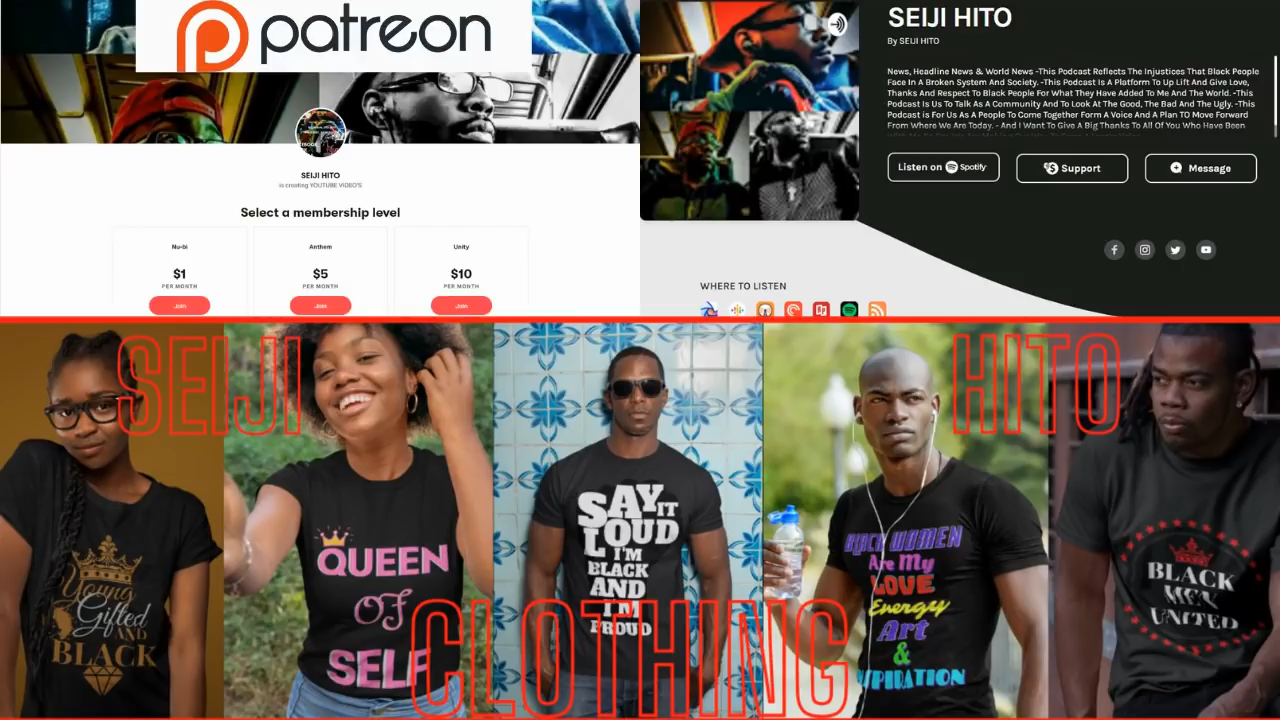 patreon
SEIJI HITO
is creating YOUTUBE VIDEO'S
Select a membership level
Nu-bi
$1
PER MONTH
Join
Anthem
$5
PER MONTH
Join
Unity
$10
PER MONTH
Join
SEIJI HITO
By SEIJI HITO
News, Headline News & World News -This Podcast Reflects The Injustices That Black People
Face In A Broken System And Society. -This Podcast Is A Platform To Up Lift And Give Love,
Thanks And Respect To Black People For What They Have Added To Me And The World. -This
Podcast Is Us To Talk As A Community And To Look At The Good, The Bad And The Ugly. -This
Podcast is For Us As A People To Come Together Form A Voice And A Plan TO Move Forward
From Where We Are Today. - And I Want To Give A Big Thanks To All Of You Who Have Been
Listen on Spotify
Support
Message
WHERE TO LISTEN
SEIJI HITO
CLOTHING
Young
Gifted
AND
BLACK
QUEEN
OF
SELF
SAY IT
LOUD
I'M
BLACK
AND
I'M
PROUD
BLACK WOMEN
Are My
LOVE
Energy
Art
&
INSPIRATION
BLACK
MEN
UNITED